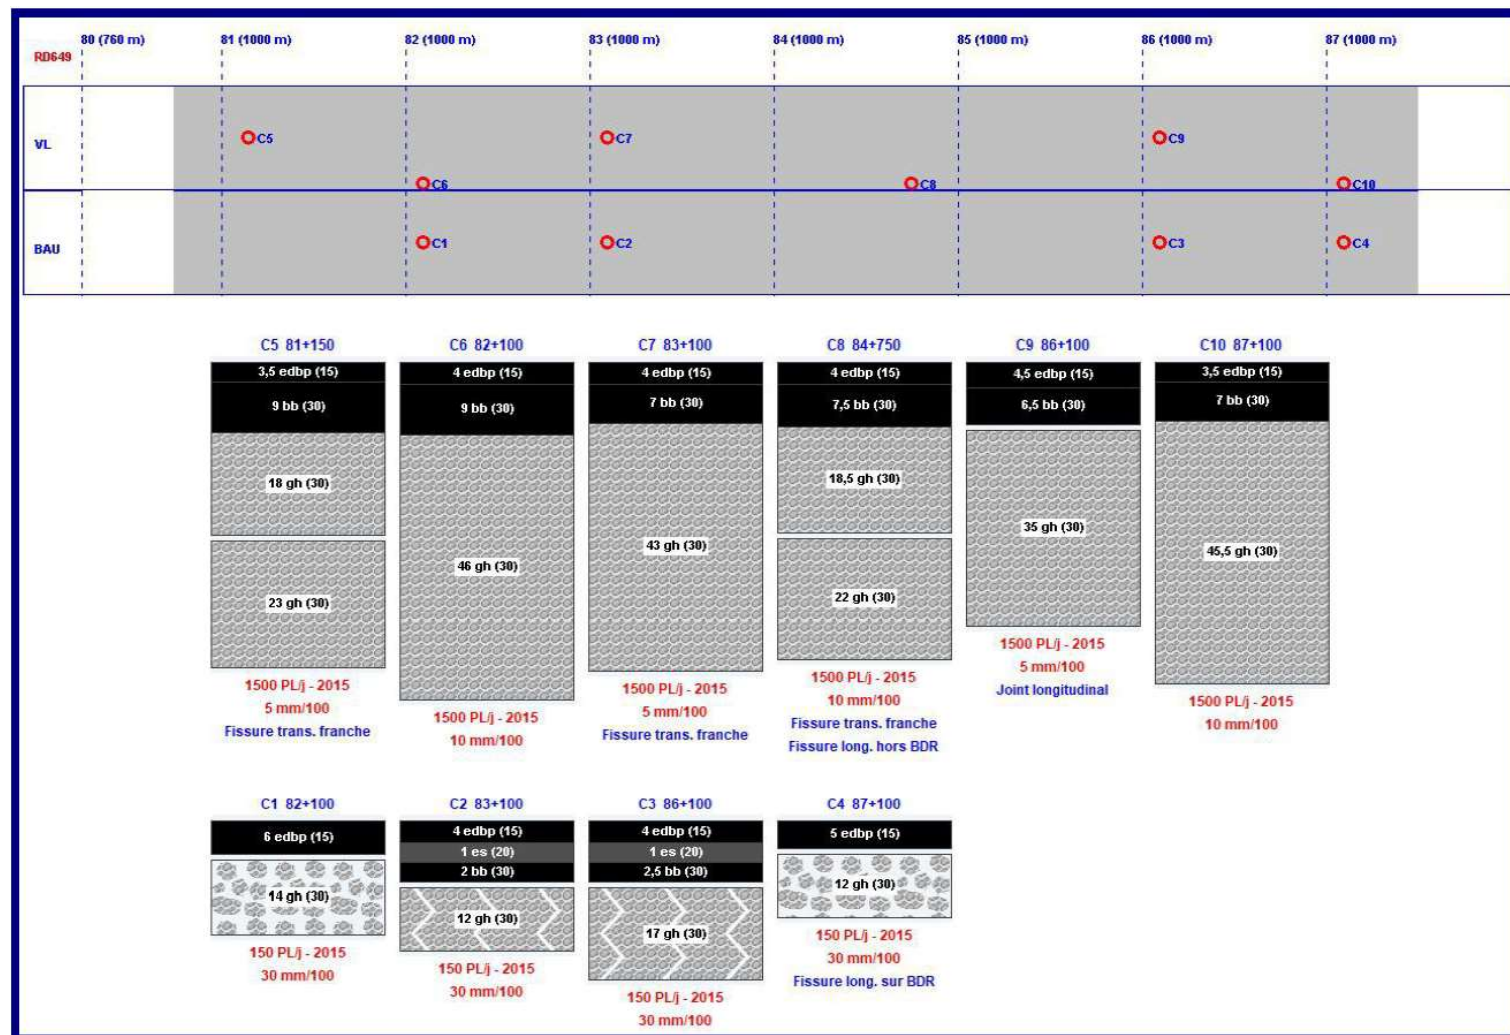 80 (760 m) 81 (1000 m) 82 (1000 m) 83 (1000 m) 84 (1000 m) 85 (1000 m) 86 (1000 m) 87 (1000 m)
RD649
VL
C5 C7 C9
C6 C8 C10
BAU
C1 C2 C3 C4
C5 81+150
3,5 edbp (15)
9 bb (30)
18 gh (30)
23 gh (30)
1500 PL/j - 2015
5 mm/100
Fissure trans. franche
C6 82+100
4 edbp (15)
9 bb (30)
46 gh (30)
1500 PL/j - 2015
10 mm/100
C7 83+100
4 edbp (15)
7 bb (30)
43 gh (30)
1500 PL/j - 2015
5 mm/100
Fissure trans. franche
C8 84+750
4 edbp (15)
7,5 bb (30)
18,5 gh (30)
22 gh (30)
1500 PL/j - 2015
10 mm/100
Fissure trans. franche
Fissure long. hors BDR
C9 86+100
4,5 edbp (15)
6,5 bb (30)
35 gh (30)
1500 PL/j - 2015
5 mm/100
Joint longitudinal
C10 87+100
3,5 edbp (15)
7 bb (30)
45,5 gh (30)
1500 PL/j - 2015
10 mm/100
C1 82+100
6 edbp (15)
14 gh (30)
150 PL/j - 2015
30 mm/100
C2 83+100
4 edbp (15)
1 es (20)
2 bb (30)
12 gh (30)
150 PL/j - 2015
30 mm/100
C3 86+100
4 edbp (15)
1 es (20)
2,5 bb (30)
17 gh (30)
150 PL/j - 2015
30 mm/100
C4 87+100
5 edbp (15)
12 gh (30)
150 PL/j - 2015
30 mm/100
Fissure long. sur BDR